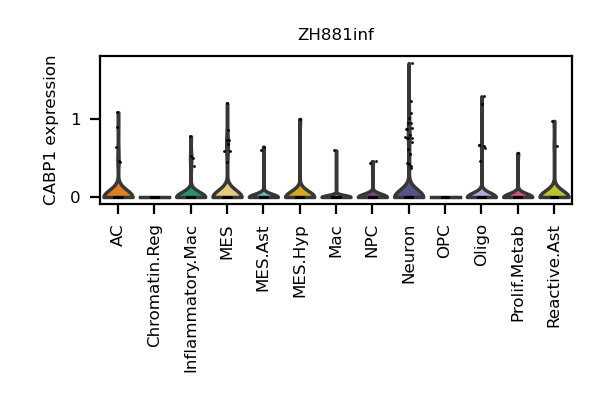 ZH881inf
CABP1 expression
1
0
AC
Chromatin.Reg
Inflammatory.Mac
MES
MES.Ast
MES.Hyp
Mac
NPC
Neuron
OPC
Oligo
Prolif.Metab
Reactive.Ast